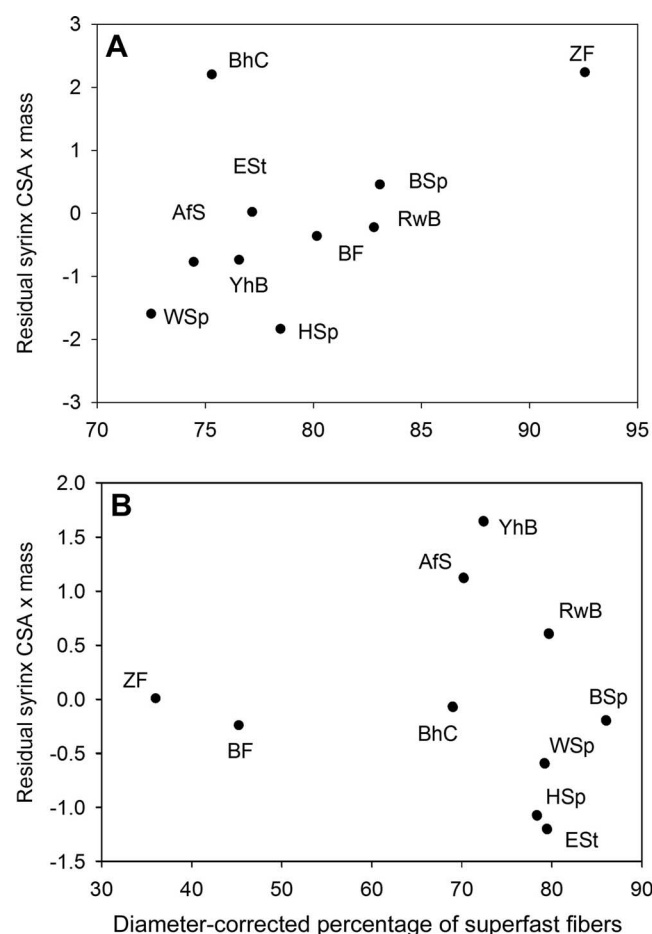 A
Residual syrinx CSA x mass
3
2
1
0
-1
-2
-3
BhC
ZF
ESt
BSp
AfS
RwB
BF
YhB
WSp
HSp
70 75 80 85 90 95
B
Residual syrinx CSA x mass
2.0
1.5
1.0
0.5
0.0
-0.5
-1.0
-1.5
YhB
AfS
RwB
ZF
BSp
BhC
BF
WSp
HSp
ESt
30 40 50 60 70 80 90
Diameter-corrected percentage of superfast fibers